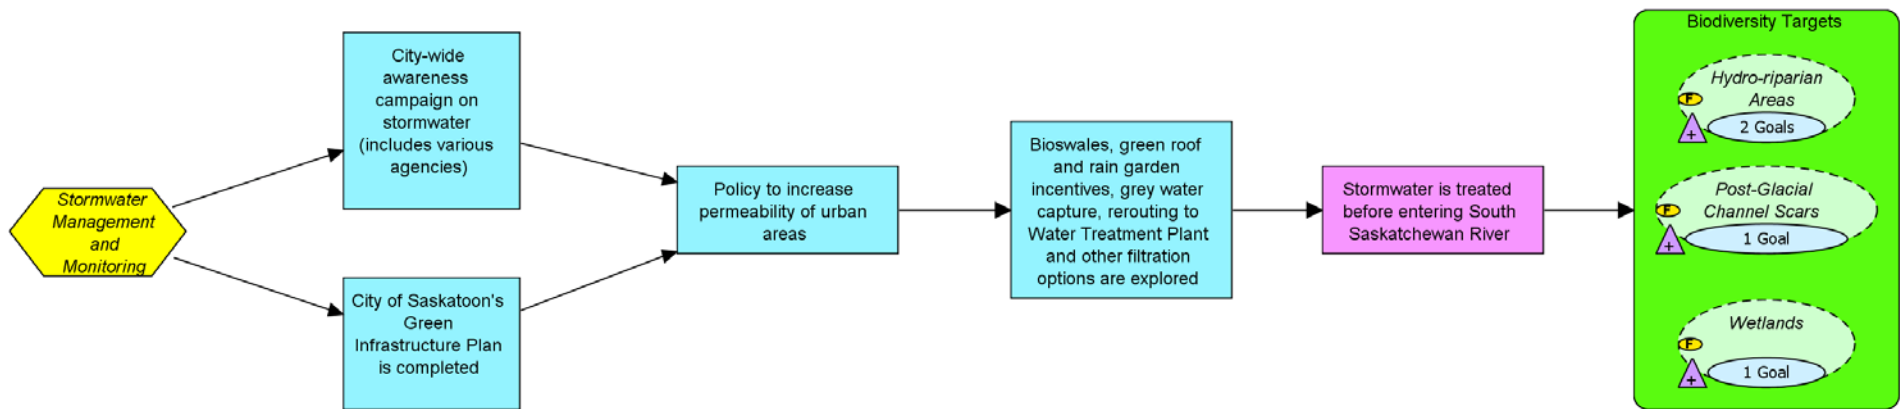 Stormwater
Management
and
Monitoring
City-wide
awareness
campaign on
stormwater
(includes various
agencies)
City of Saskatoon's
Green
Infrastructure Plan
is completed
Policy to increase
permeability of urban
areas
Bioswales, green roof
and rain garden
incentives, grey water
capture, rerouting to
Water Treatment Plant
and other filtration
options are explored
Stormwater is treated
before entering South
Saskatchewan River
Biodiversity Targets
Hydro-riparian
Areas
F
+
2 Goals
Post-Glacial
Channel Scars
F
+
1 Goal
Wetlands
F
+
1 Goal